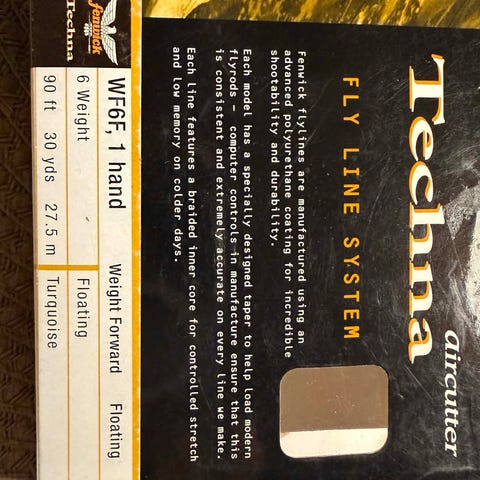 aircutter
Techna
FLY LINE SYSTEM
Fenwick flylines are manufactured using an
advanced polyurethane coating for incredible
shootability and durability.
Each model has a specially designed taper to help load modern
flyrods - computer controls in manufacture ensure that this
is consistent and extremely accurate on every line we make.
Each line features a braided inner core for controlled stretch
and low memory on colder days.
fenwick
Techna
WF6F, 1 hand Weight Forward Floating
6 Weight Floating
90 ft 30 yds 27.5 m Turquoise